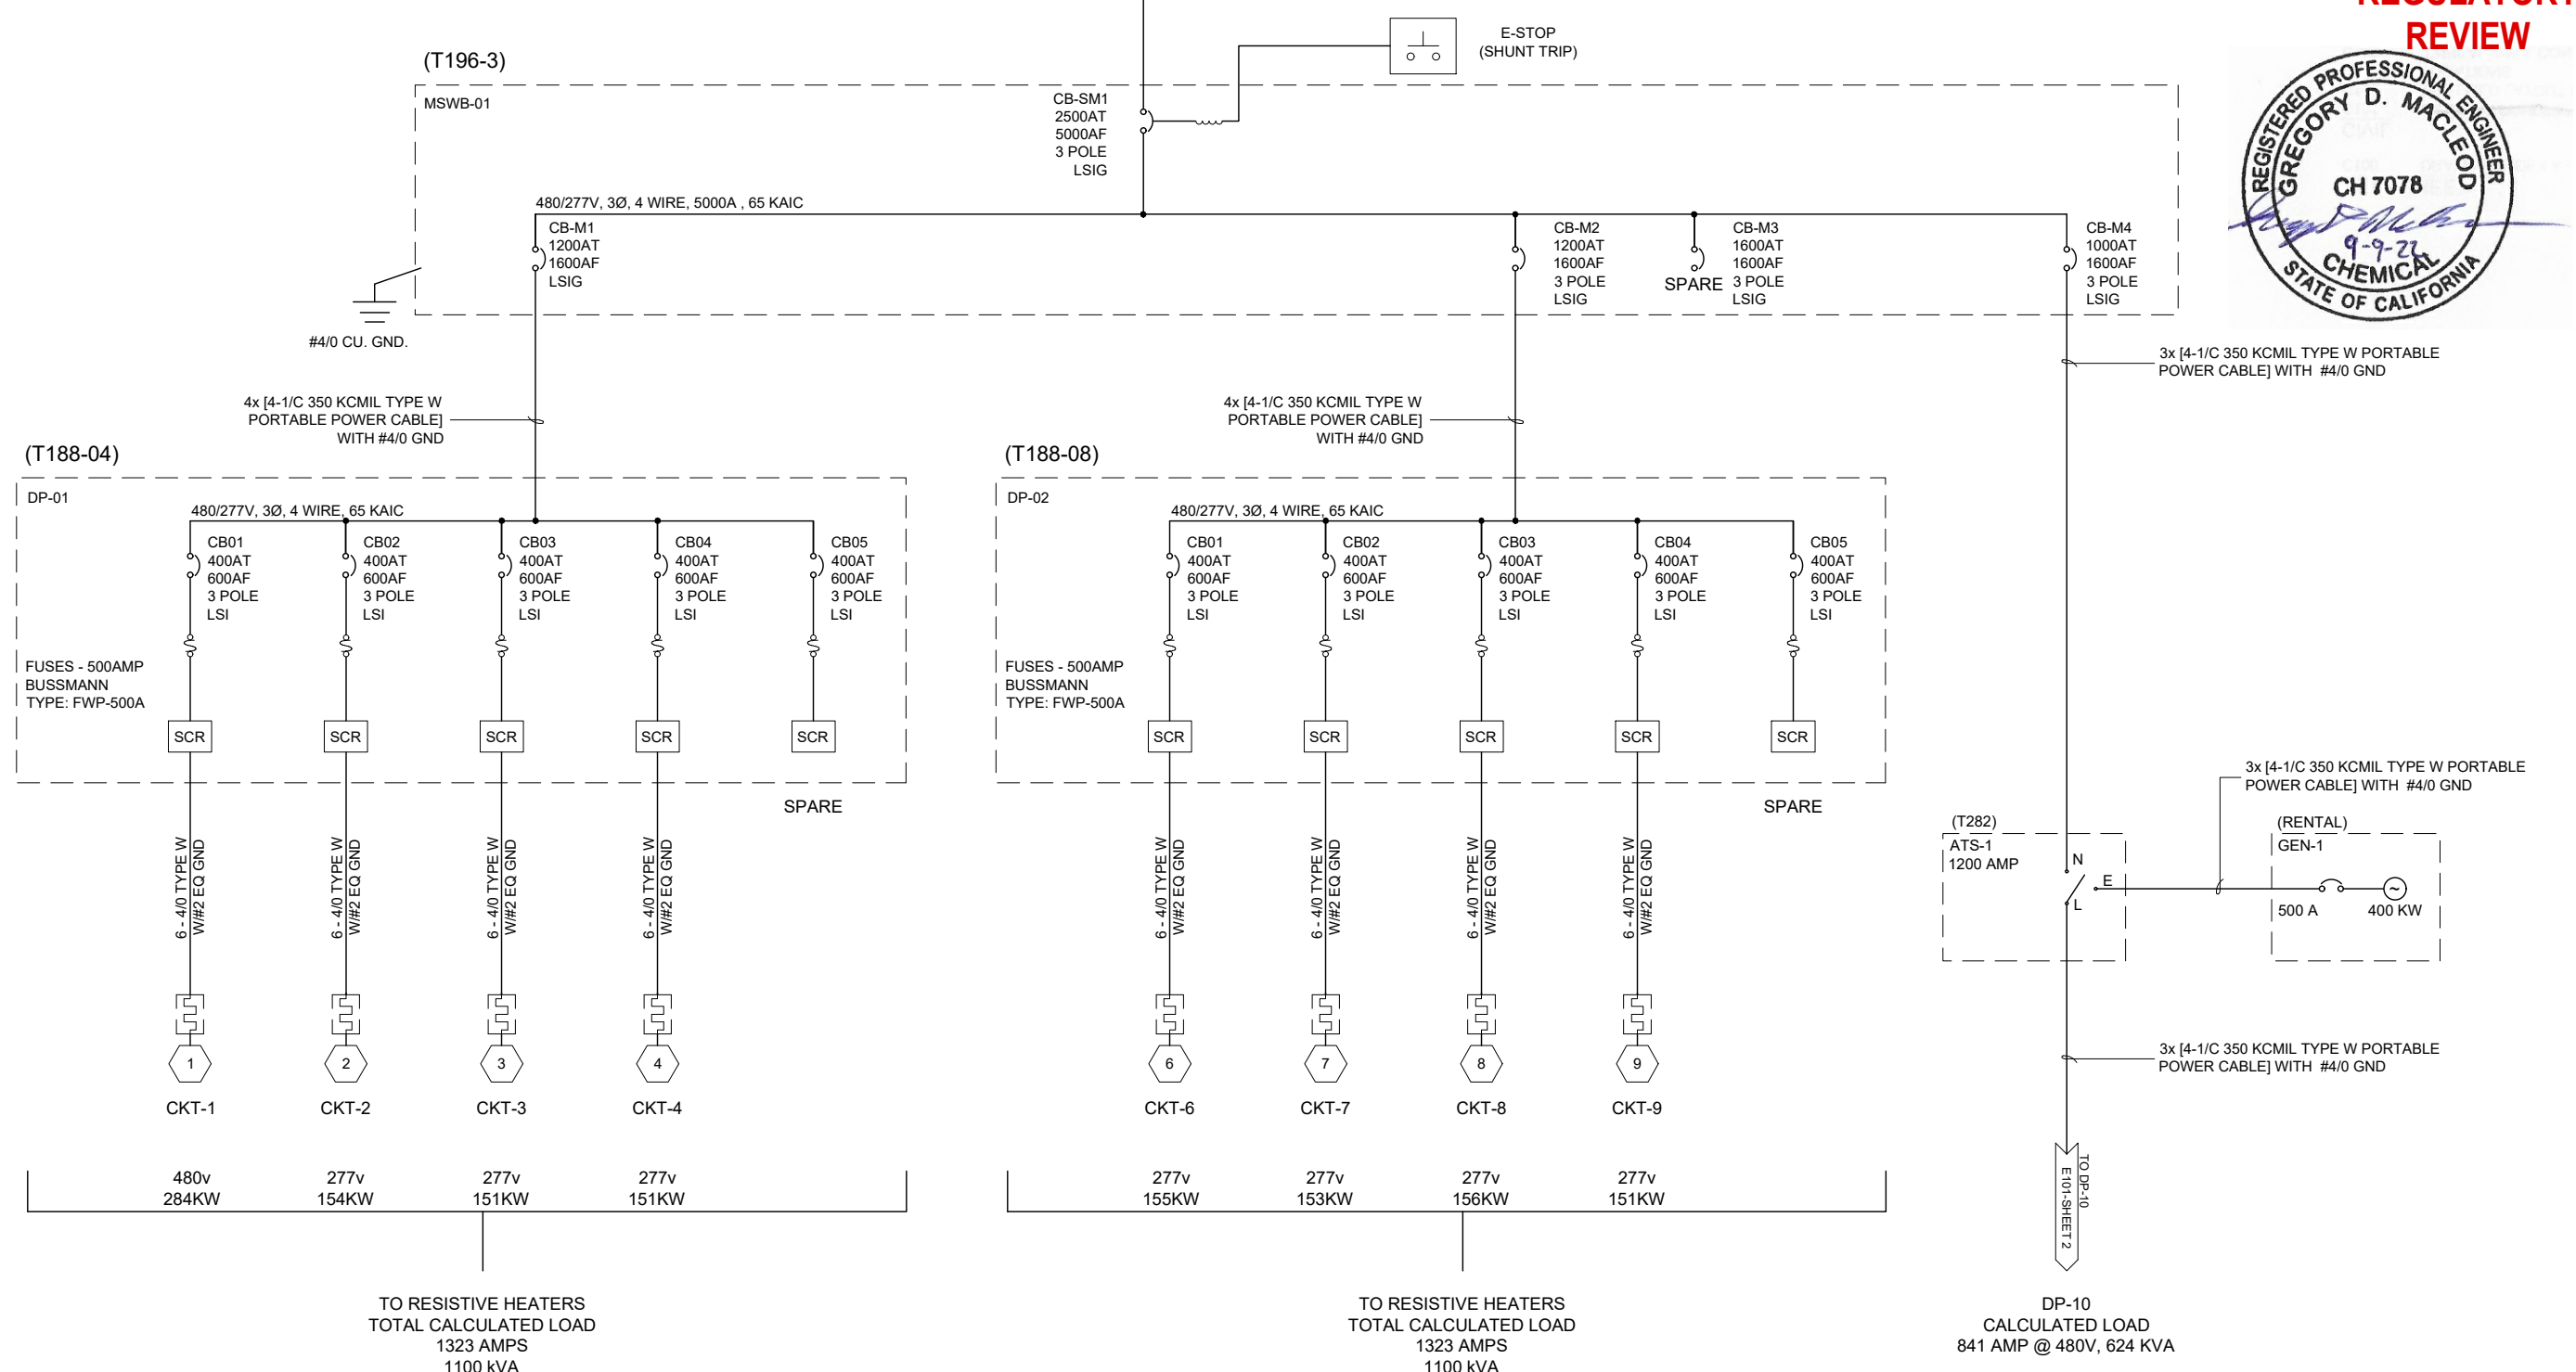 REGULATORY
REVIEW
REGISTERED PROFESSIONAL ENGINEER
GREGORY D. MACLEOD
CH 7078
9-9-22
CHEMICAL
STATE OF CALIFORNIA
E-STOP
(SHUNT TRIP)
(T196-3)
MSWB-01
CB-SM1
2500AT
5000AF
3 POLE
LSIG
480/277V, 3Ø, 4 WIRE, 5000A , 65 KAIC
CB-M1
1200AT
1600AF
LSIG
CB-M2
1200AT
1600AF
3 POLE
LSIG
SPARE
CB-M3
1600AT
1600AF
3 POLE
LSIG
CB-M4
1000AT
1600AF
3 POLE
LSIG
#4/0 CU. GND.
4x [4-1/C 350 KCMIL TYPE W
PORTABLE POWER CABLE]
WITH #4/0 GND
4x [4-1/C 350 KCMIL TYPE W
PORTABLE POWER CABLE]
WITH #4/0 GND
3x [4-1/C 350 KCMIL TYPE W PORTABLE
POWER CABLE] WITH #4/0 GND
(T188-04)
DP-01
480/277V, 3Ø, 4 WIRE, 65 KAIC
CB01
400AT
600AF
3 POLE
LSI
CB02
400AT
600AF
3 POLE
LSI
CB03
400AT
600AF
3 POLE
LSI
CB04
400AT
600AF
3 POLE
LSI
CB05
400AT
600AF
3 POLE
LSI
FUSES - 500AMP
BUSSMANN
TYPE: FWP-500A
SCR
SCR
SCR
SCR
SCR
SPARE
6 - 4/0 TYPE W
W/#2 EQ GND
6 - 4/0 TYPE W
W/#2 EQ GND
6 - 4/0 TYPE W
W/#2 EQ GND
6 - 4/0 TYPE W
W/#2 EQ GND
1
2
3
4
CKT-1
CKT-2
CKT-3
CKT-4
480v
284KW
277v
154KW
277v
151KW
277v
151KW
TO RESISTIVE HEATERS
TOTAL CALCULATED LOAD
1323 AMPS
1100 kVA
(T188-08)
DP-02
480/277V, 3Ø, 4 WIRE, 65 KAIC
CB01
400AT
600AF
3 POLE
LSI
CB02
400AT
600AF
3 POLE
LSI
CB03
400AT
600AF
3 POLE
LSI
CB04
400AT
600AF
3 POLE
LSI
CB05
400AT
600AF
3 POLE
LSI
FUSES - 500AMP
BUSSMANN
TYPE: FWP-500A
SCR
SCR
SCR
SCR
SCR
SPARE
6 - 4/0 TYPE W
W/#2 EQ GND
6 - 4/0 TYPE W
W/#2 EQ GND
6 - 4/0 TYPE W
W/#2 EQ GND
6 - 4/0 TYPE W
W/#2 EQ GND
6
7
8
9
CKT-6
CKT-7
CKT-8
CKT-9
277v
155KW
277v
153KW
277v
156KW
277v
151KW
TO RESISTIVE HEATERS
TOTAL CALCULATED LOAD
1323 AMPS
1100 kVA
3x [4-1/C 350 KCMIL TYPE W PORTABLE
POWER CABLE] WITH #4/0 GND
(T282)
ATS-1
1200 AMP
N
E
L
(RENTAL)
GEN-1
500 A
400 KW
3x [4-1/C 350 KCMIL TYPE W PORTABLE
POWER CABLE] WITH #4/0 GND
TO DP-10
E101-SHEET 2
DP-10
CALCULATED LOAD
841 AMP @ 480V, 624 KVA